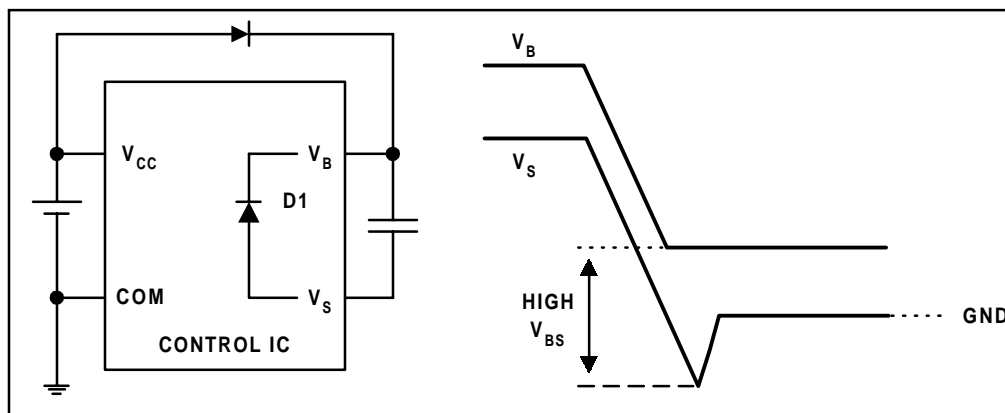 V_CC
V_B
D1
COM
V_S
CONTROL IC
V_B
V_S
HIGH
V_BS
GND